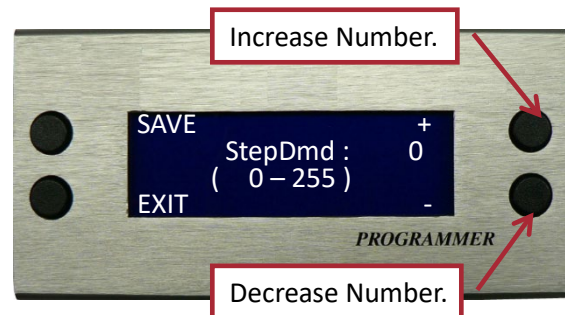 Increase Number.
SAVE +
StepDmd : 0
( 0 – 255 )
EXIT -
PROGRAMMER
Decrease Number.